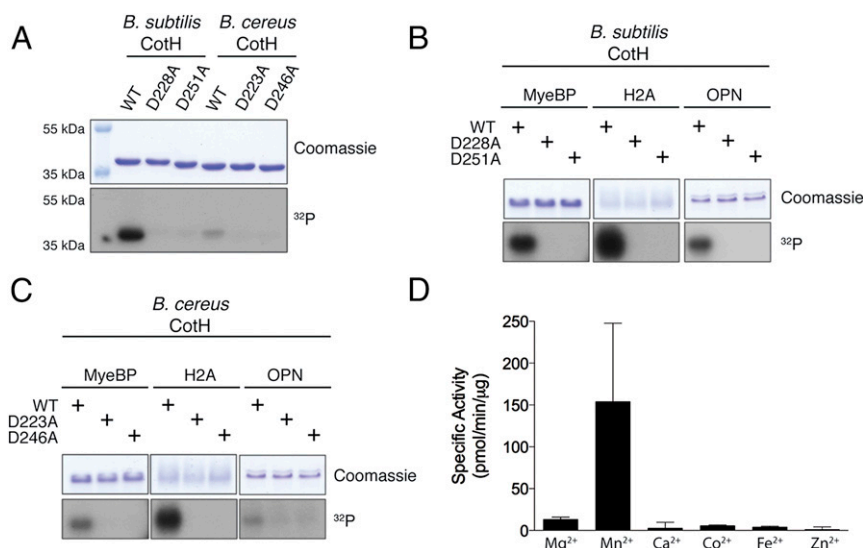 A
B. subtilis B. cereus
CotH CotH
WT D228A D251A WT D223A D246A
55 kDa
35 kDa
Coomassie
55 kDa
35 kDa
³²P
B
B. subtilis
CotH
MyeBP H2A OPN
WT + + +
D228A + + +
D251A + + +
Coomassie
³²P
C
B. cereus
CotH
MyeBP H2A OPN
WT + + +
D223A + + +
D246A + + +
Coomassie
³²P
D
Specific Activity
(pmol/min/µg)
250
200
150
100
50
0
Mg²⁺ Mn²⁺ Ca²⁺ Co²⁺ Fe²⁺ Zn²⁺